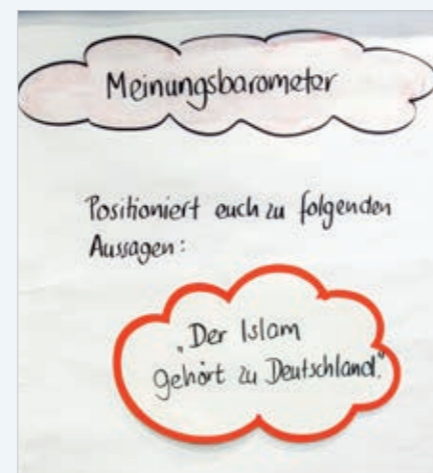 Meinungsbarometer
Positioniert euch zu folgenden
Aussagen:
„Der Islam
gehört zu Deutschland."